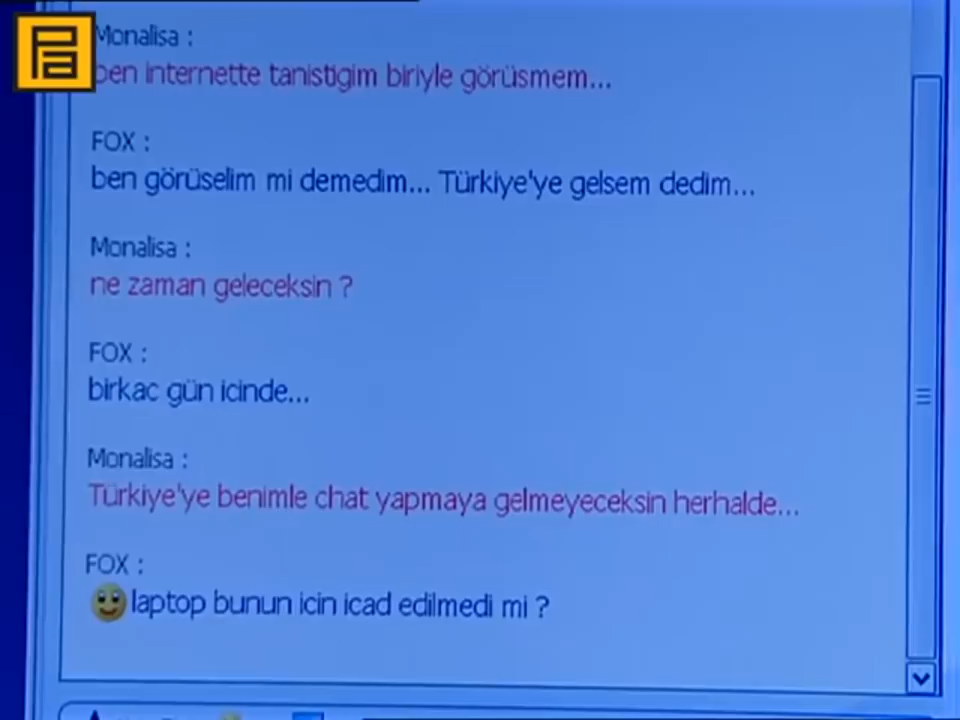 Monalisa :
ben internette tanistigim biriyle görüsmem...
FOX :
ben görüselim mi demedim... Türkiye'ye gelsem dedim...
Monalisa :
ne zaman geleceksin ?
FOX :
birkac gün icinde...
Monalisa :
Türkiye'ye benimle chat yapmaya gelmeyeceksin herhalde...
FOX :
laptop bunun icin icad edilmedi mi ?